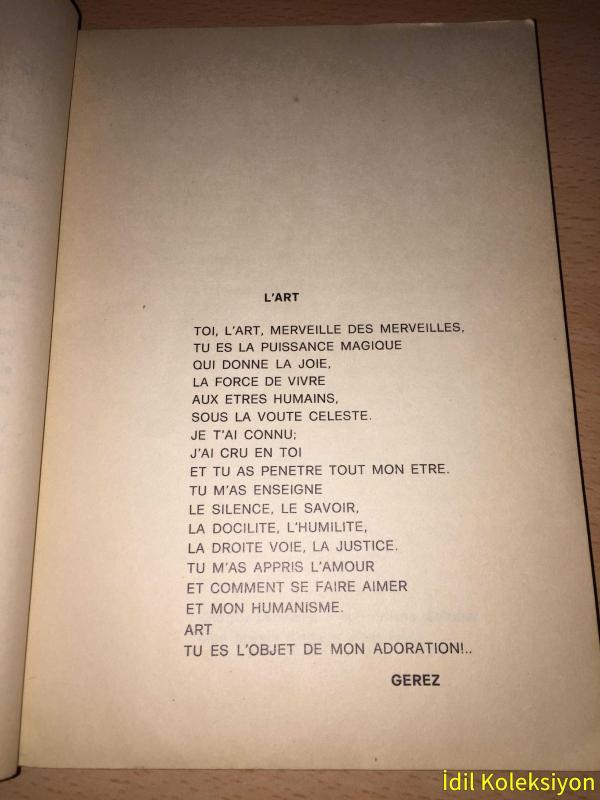 L'ART
TOI, L'ART, MERVEILLE DES MERVEILLES,
TU ES LA PUISSANCE MAGIQUE
QUI DONNE LA JOIE,
LA FORCE DE VIVRE
AUX ETRES HUMAINS,
SOUS LA VOUTE CELESTE.
JE T'AI CONNU;
J'AI CRU EN TOI
ET TU AS PENETRE TOUT MON ETRE.
TU M'AS ENSEIGNE
LE SILENCE, LE SAVOIR,
LA DOCILITE, L'HUMILITE,
LA DROITE VOIE, LA JUSTICE.
TU M'AS APPRIS L'AMOUR
ET COMMENT SE FAIRE AIMER
ET MON HUMANISME.
ART
TU ES L'OBJET DE MON ADORATION!..
GEREZ
İdil Koleksiyon